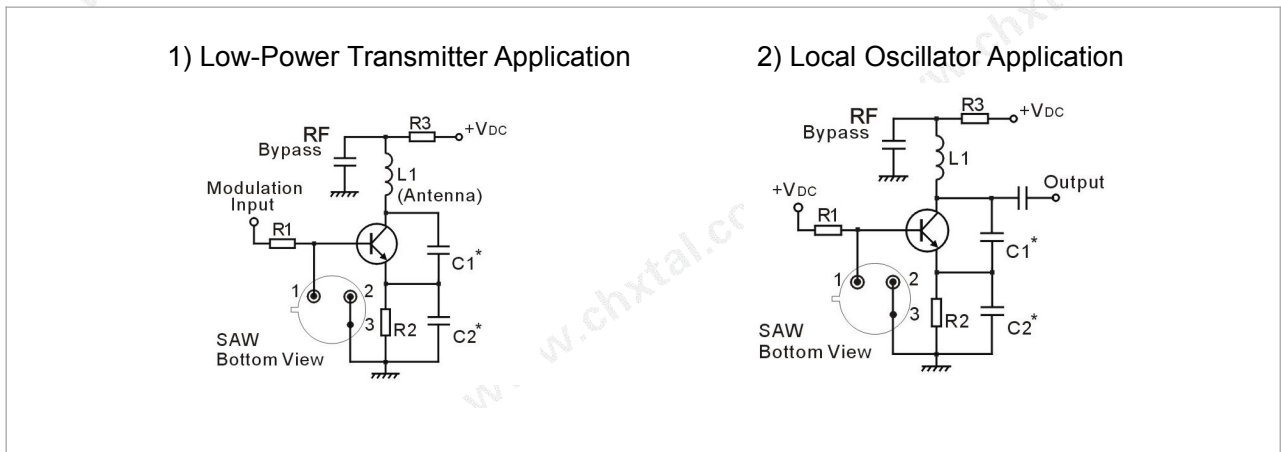 1) Low-Power Transmitter Application
RF
Bypass
R3
+VDC
L1
(Antenna)
Modulation
Input
R1
C1*
1
2
3
R2
C2*
SAW
Bottom View
2) Local Oscillator Application
RF
Bypass
R3
+VDC
L1
Output
+VDC
R1
C1*
1
2
3
R2
C2*
SAW
Bottom View
w.chxtal.cc